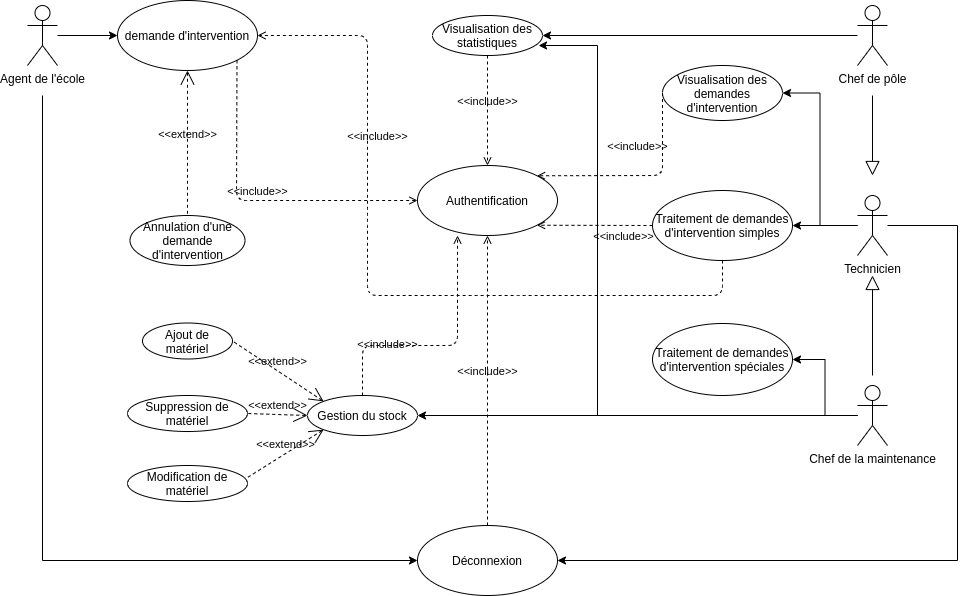 Agent de l'école
demande d'intervention
Visualisation des
statistiques
Chef de pôle
Visualisation des
demandes
d'intervention
<<include>>
<<extend>>
<<include>>
<<include>>
<<include>>
Authentification
Annulation d'une
demande
d'intervention
Traitement de demandes
d'intervention simples
<<include>>
Technicien
Ajout de
matériel
<<extend>>
<<include>>
Traitement de demandes
d'intervention spéciales
<<include>>
Suppression de
matériel
<<extend>>
Gestion du stock
<<extend>>
Chef de la maintenance
Modification de
matériel
Déconnexion